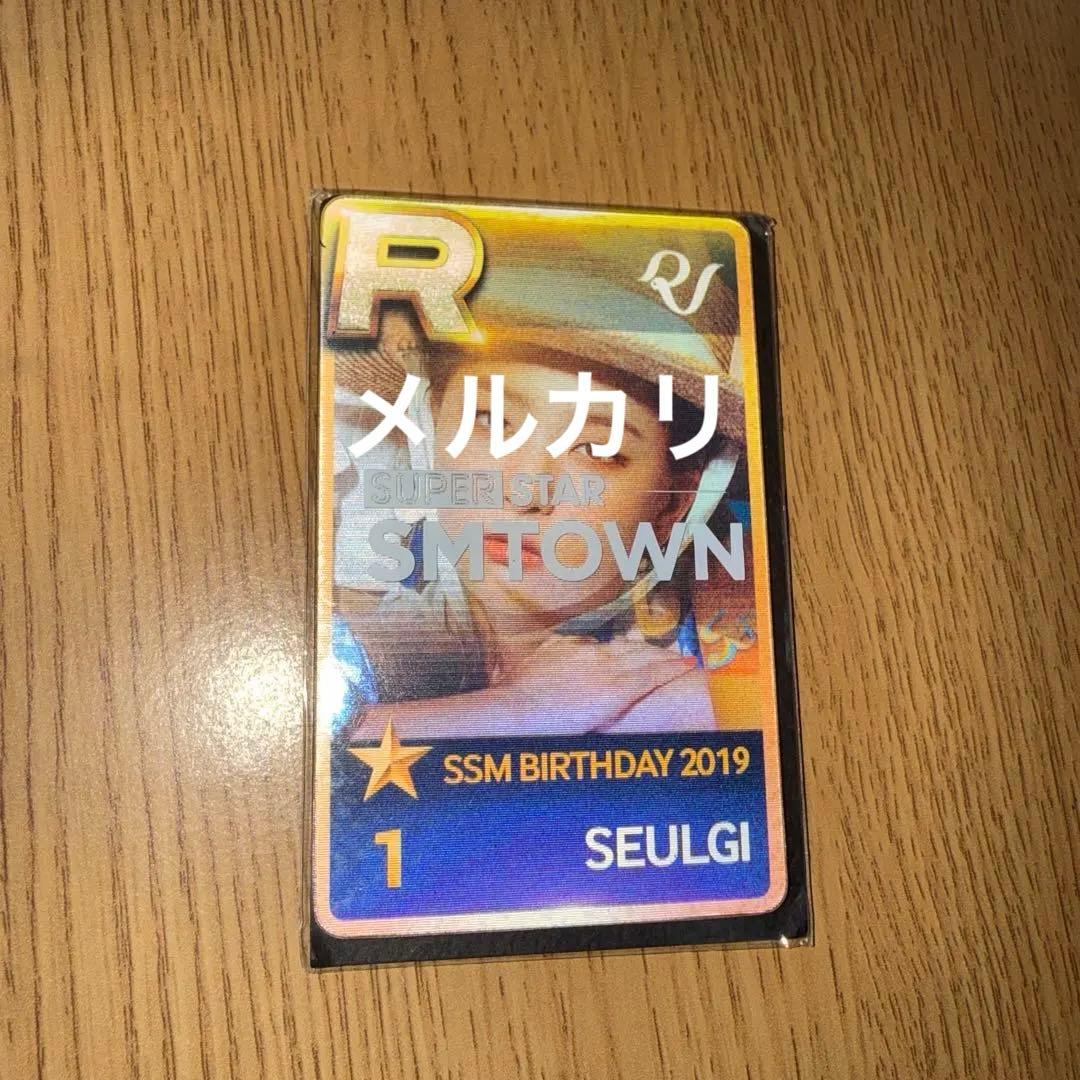 R
RV
メルカリ
SUPER STAR
SMTOWN
SSM BIRTHDAY 2019
1
SEULGI